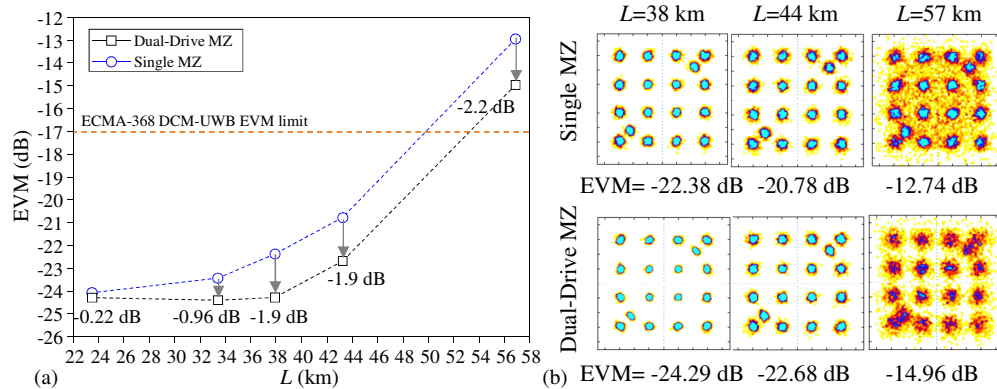 -12
-13
-14
-15
-16
-17
-18
-19
-20
-21
-22
-23
-24
-25
-26
EVM (dB)
Dual-Drive MZ
Single MZ
ECMA-368 DCM-UWB EVM limit
-2.2 dB
-1.9 dB
-0.22 dB
-0.96 dB
-1.9 dB
22 24 26 28 30 32 34 36 38 40 42 44 46 48 50 52 54 56 58
(a)
L (km)
L=38 km L=44 km L=57 km
Single MZ
EVM= -22.38 dB -20.78 dB -12.74 dB
Dual-Drive MZ
(b)
EVM= -24.29 dB -22.68 dB -14.96 dB